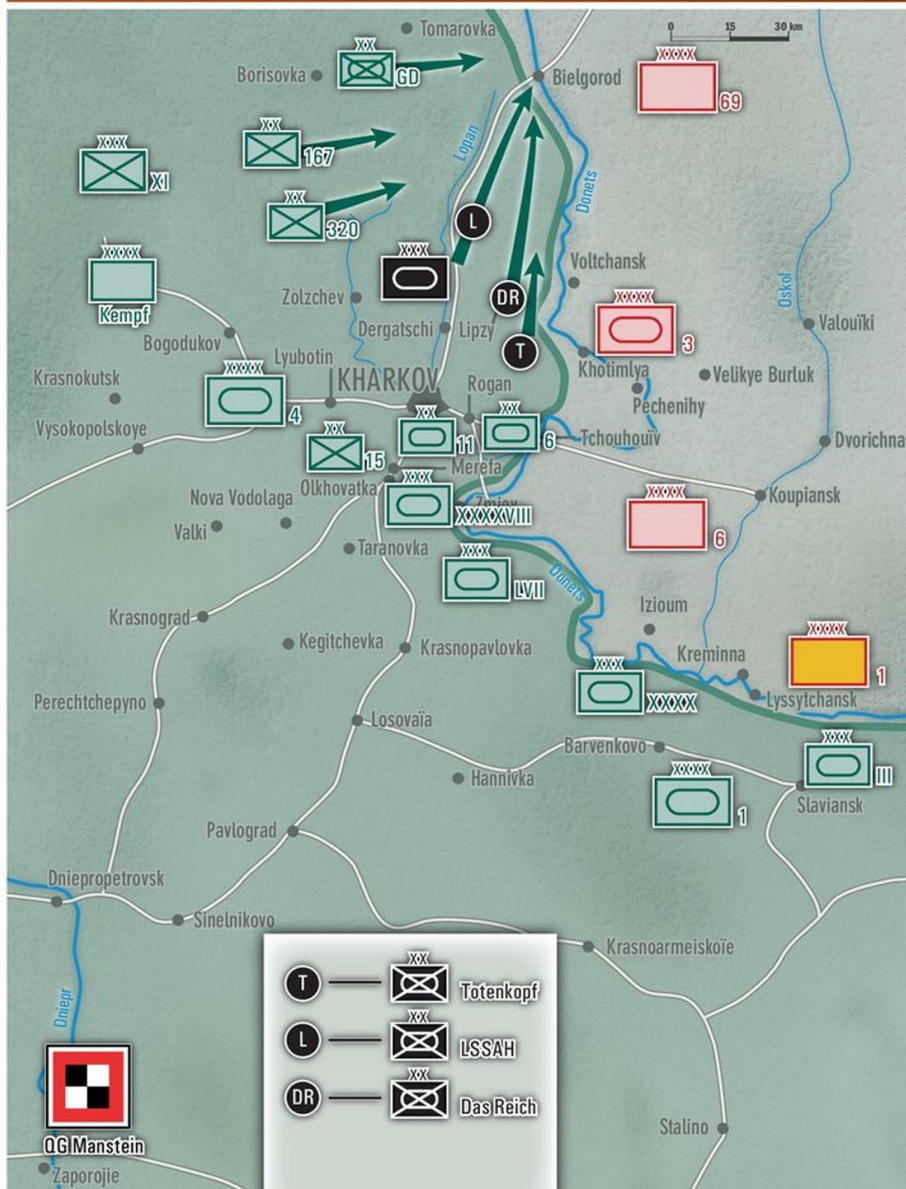 Tomarovka
0 15 30 km
XX
GD
Borisovka
Bielgorod
XXXX
69
XX
167
Lopan
XXX
XI
Donets
XX
320
XXX
L
XXXX
Kempf
Voltchansk
Oskol
Zolzchev
DR
XXXX
3
Dergatschi
Lipzy
Valouïki
Bogodukov
T
Lyubotin
Khotimlya
XXXX
4
Krasnokutsk
KHARKOV
Rogan
Velikye Burluk
Pechenihy
Vysokopolskoye
XX
11
XX
6
Tchouhouïv
Dvorichna
XX
15
Merefa
Olkhovatka
XXX
XXXXVIII
Zmiev
Koupiansk
Nova Vodolaga
XXXX
6
Valki
Taranovka
XXX
LVII
Donets
Izioum
Krasnograd
Kegitchevka
Krasnopavlovka
Kreminna
XXXX
1
XXX
XXXX
Lyssytchansk
Perechtchepyno
Losovaïa
Barvenkovo
XXX
III
Hannivka
XXXX
1
Slaviansk
Pavlograd
Dniepropetrovsk
Sinelnikovo
Krasnoarmeiskoïe
T
XX
Totenkopf
Dniepr
L
XX
LSSAH
DR
XX
Das Reich
QG Manstein
Stalino
Zaporojie